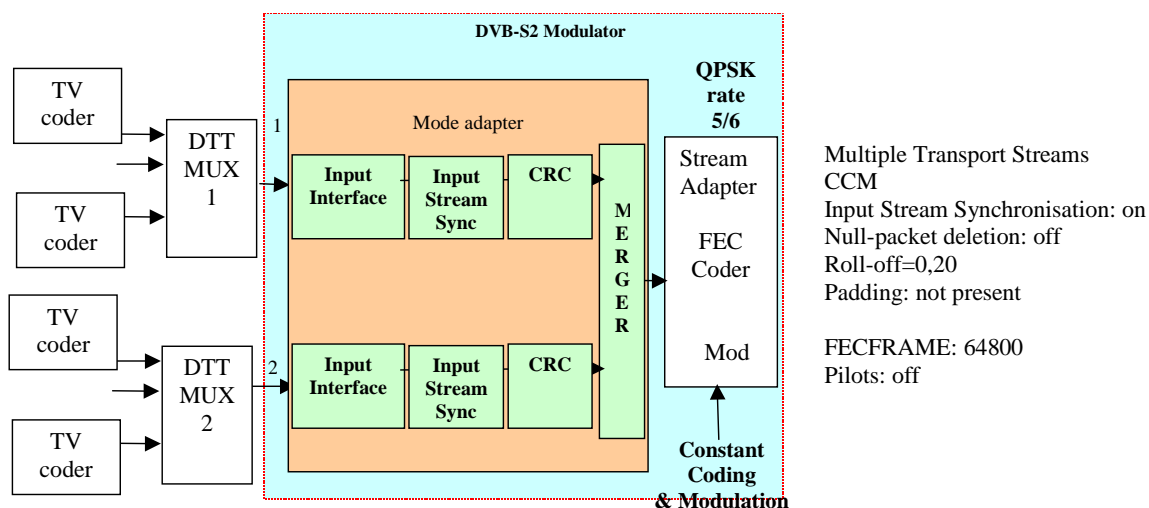 DVB-S2 Modulator
TV
coder
TV
coder
DTT
MUX
1
1
Mode adapter
Input
Interface
Input
Stream
Sync
CRC
MERGER
QPSK
rate
5/6
Stream
Adapter
FEC
Coder
Mod
TV
coder
TV
coder
DTT
MUX
2
2
Input
Interface
Input
Stream
Sync
CRC
Constant
Coding
& Modulation
Multiple Transport Streams
CCM
Input Stream Synchronisation: on
Null-packet deletion: off
Roll-off=0,20
Padding: not present
FECFRAME: 64800
Pilots: off